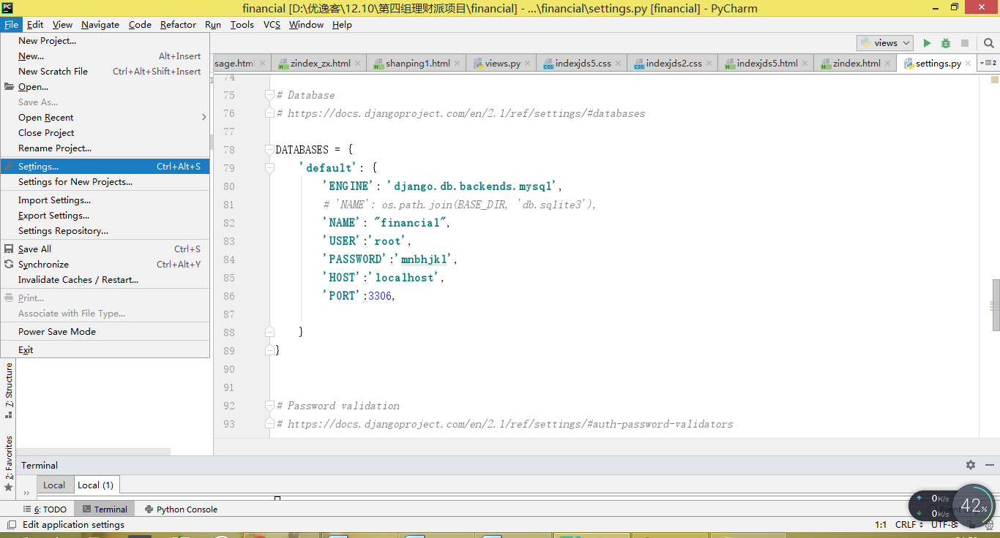 PC
financial [D:\优逸客\12.10\第四组理财派项目\financial] - ...\financial\settings.py [financial] - PyCharm
File Edit View Navigate Code Refactor Run Tools VCS Window Help
New Project...
New... Alt+Insert
New Scratch File Ctrl+Alt+Shift+Insert
Open...
Save As...
Open Recent
Close Project
Rename Project...
Settings... Ctrl+Alt+S
Settings for New Projects...
Import Settings...
Export Settings...
Settings Repository...
Save All Ctrl+S
Synchronize Ctrl+Alt+Y
Invalidate Caches / Restart...
Print...
Associate with File Type...
Power Save Mode
Exit
views
sage.html zindex_zx.html shanping1.html views.py indexjds5.css indexjds2.css indexjds5.html zindex.html settings.py 2
74
75 # Database
76 # https://docs.djangoproject.com/en/2.1/ref/settings/#databases
77
78 DATABASES = {
79 'default': {
80 'ENGINE': 'django.db.backends.mysql',
81 # 'NAME': os.path.join(BASE_DIR, 'db.sqlite3'),
82 'NAME': "financial",
83 'USER':'root',
84 'PASSWORD':'mnbhjkl',
85 'HOST':'localhost',
86 'PORT':3306,
87
88 }
89 }
90
91
92 # Password validation
93 # https://docs.djangoproject.com/en/2.1/ref/settings/#auth-password-validators
7: Structure
2: Favorites
Terminal
Local Local (1)
6: TODO Terminal Python Console
0K/s
0K/s
42%
Edit application settings 1:1 CRLF UTF-8